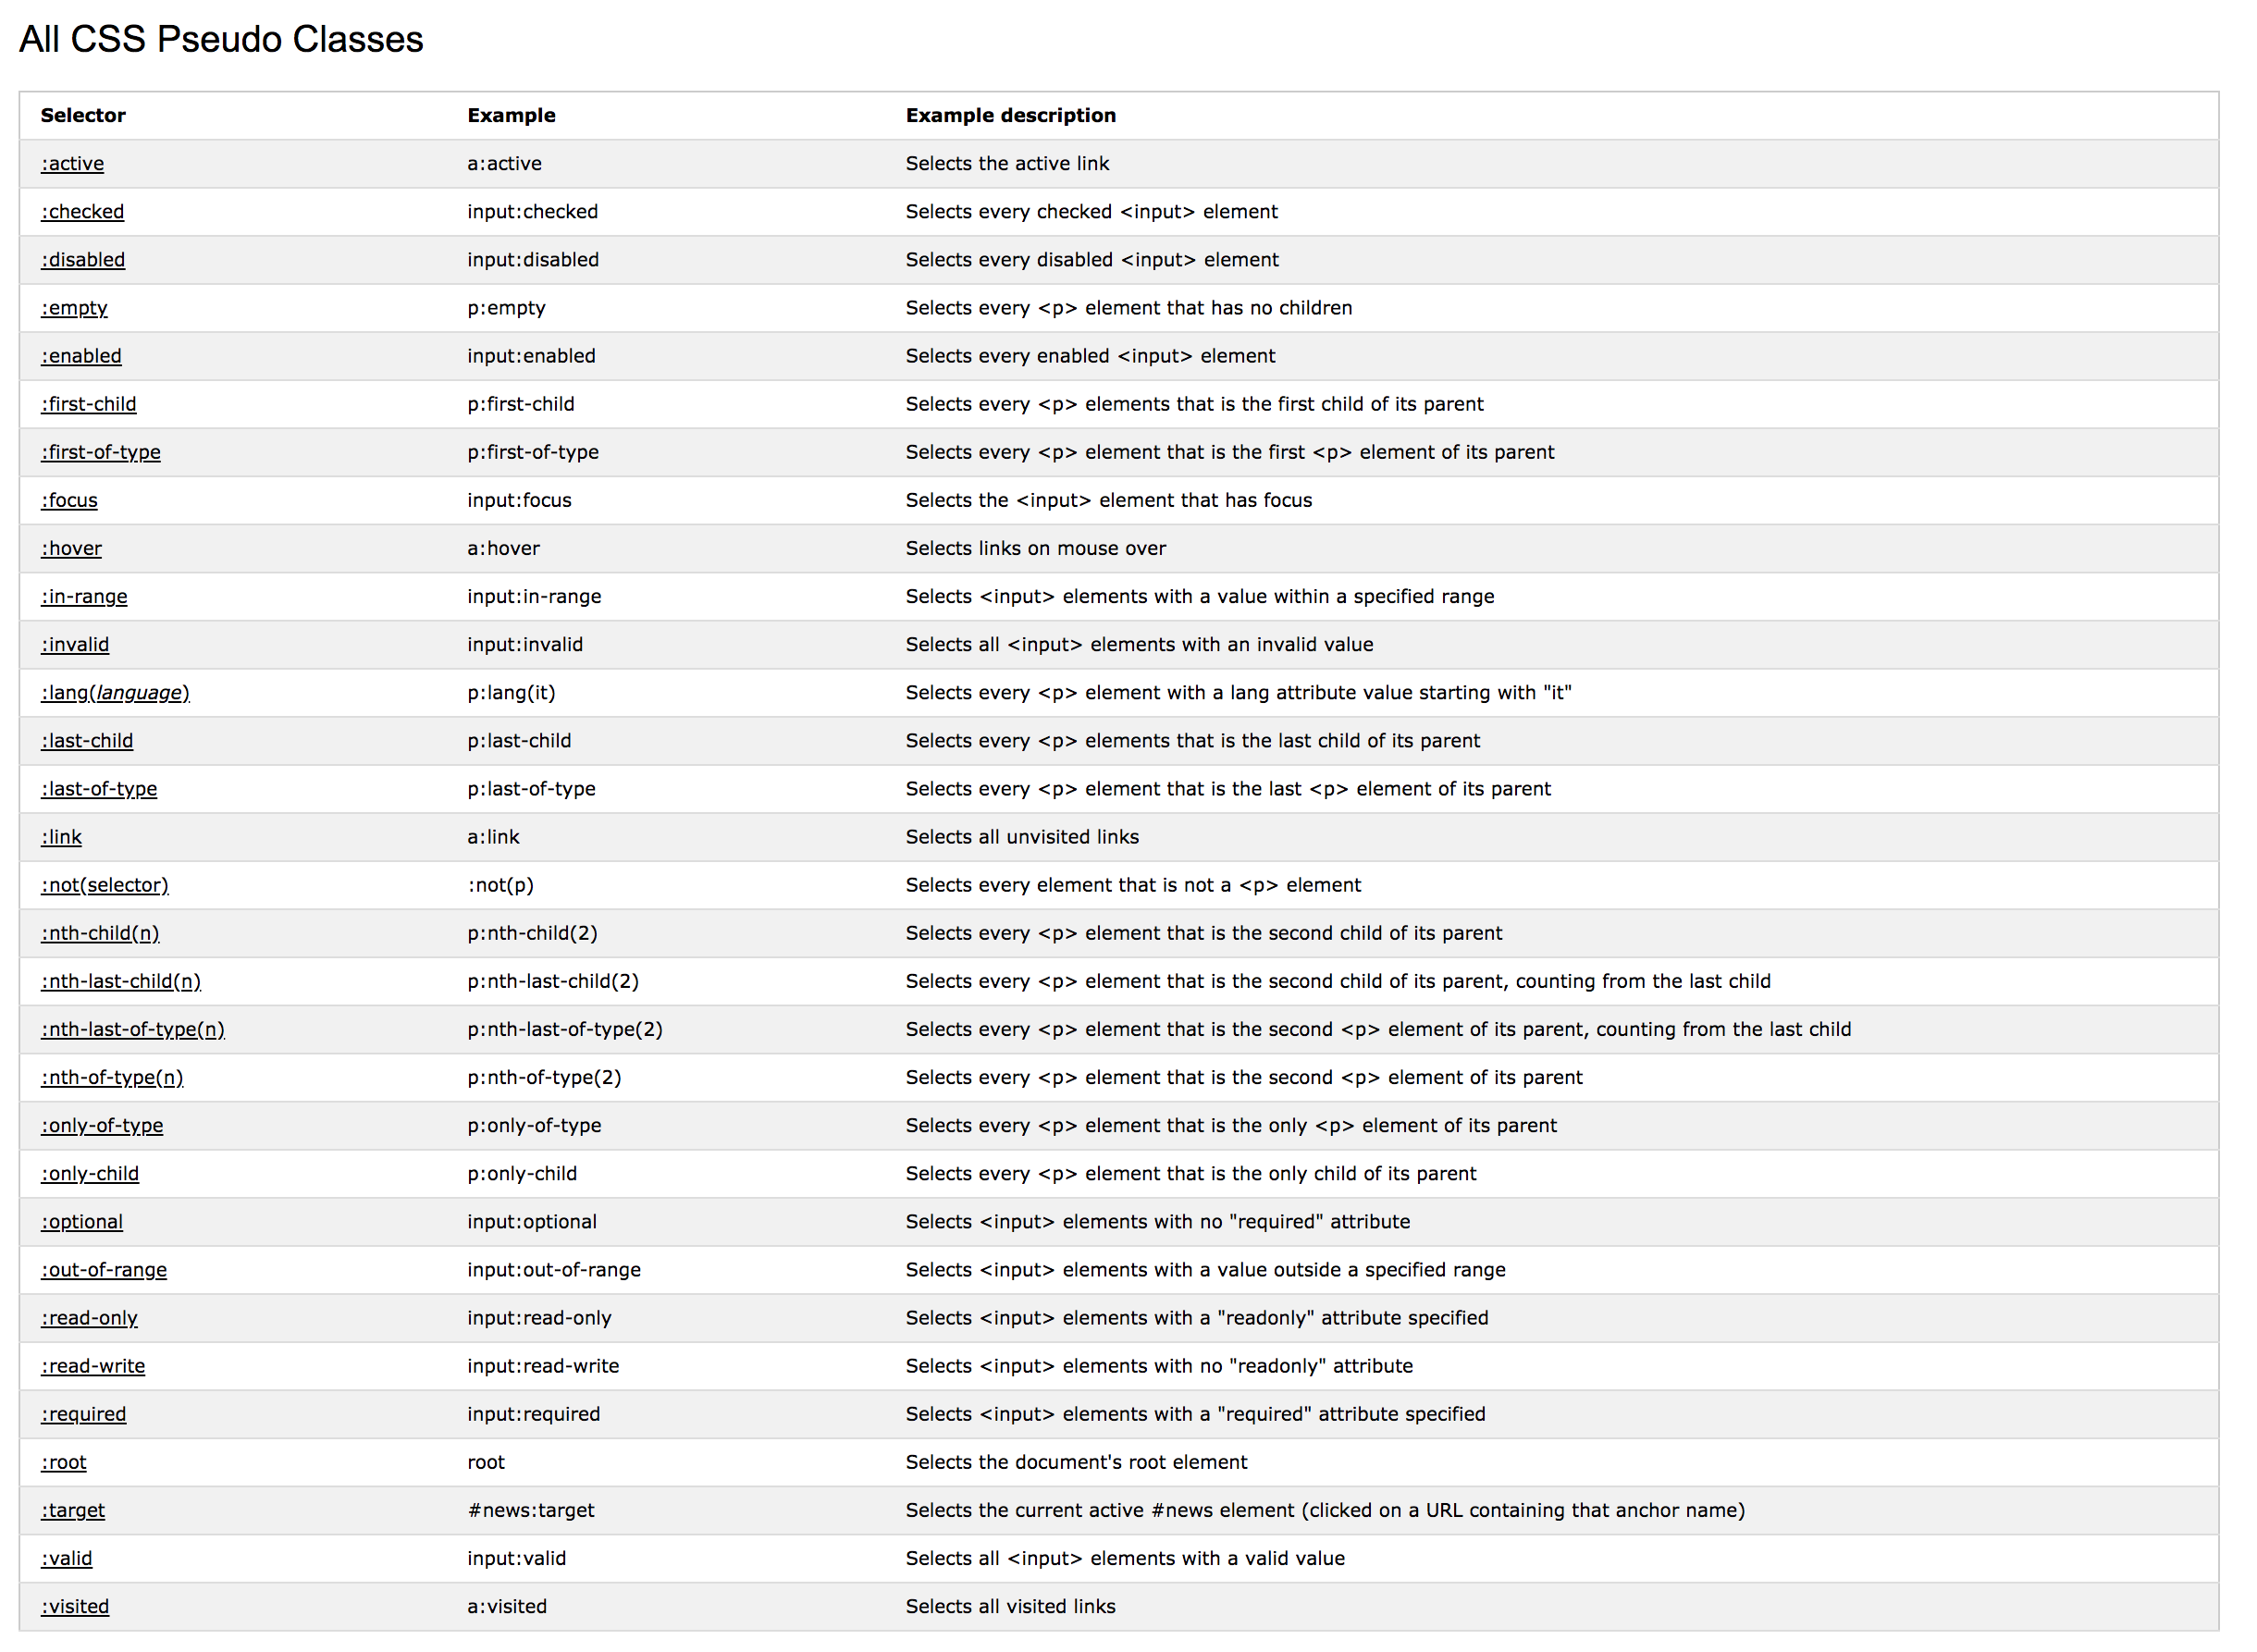 All CSS Pseudo Classes
Selector Example Example description
:active a:active Selects the active link
:checked input:checked Selects every checked <input> element
:disabled input:disabled Selects every disabled <input> element
:empty p:empty Selects every <p> element that has no children
:enabled input:enabled Selects every enabled <input> element
:first-child p:first-child Selects every <p> elements that is the first child of its parent
:first-of-type p:first-of-type Selects every <p> element that is the first <p> element of its parent
:focus input:focus Selects the <input> element that has focus
:hover a:hover Selects links on mouse over
:in-range input:in-range Selects <input> elements with a value within a specified range
:invalid input:invalid Selects all <input> elements with an invalid value
:lang(language) p:lang(it) Selects every <p> element with a lang attribute value starting with "it"
:last-child p:last-child Selects every <p> elements that is the last child of its parent
:last-of-type p:last-of-type Selects every <p> element that is the last <p> element of its parent
:link a:link Selects all unvisited links
:not(selector) :not(p) Selects every element that is not a <p> element
:nth-child(n) p:nth-child(2) Selects every <p> element that is the second child of its parent
:nth-last-child(n) p:nth-last-child(2) Selects every <p> element that is the second child of its parent, counting from the last child
:nth-last-of-type(n) p:nth-last-of-type(2) Selects every <p> element that is the second <p> element of its parent, counting from the last child
:nth-of-type(n) p:nth-of-type(2) Selects every <p> element that is the second <p> element of its parent
:only-of-type p:only-of-type Selects every <p> element that is the only <p> element of its parent
:only-child p:only-child Selects every <p> element that is the only child of its parent
:optional input:optional Selects <input> elements with no "required" attribute
:out-of-range input:out-of-range Selects <input> elements with a value outside a specified range
:read-only input:read-only Selects <input> elements with a "readonly" attribute specified
:read-write input:read-write Selects <input> elements with no "readonly" attribute
:required input:required Selects <input> elements with a "required" attribute specified
:root root Selects the document's root element
:target #news:target Selects the current active #news element (clicked on a URL containing that anchor name)
:valid input:valid Selects all <input> elements with a valid value
:visited a:visited Selects all visited links